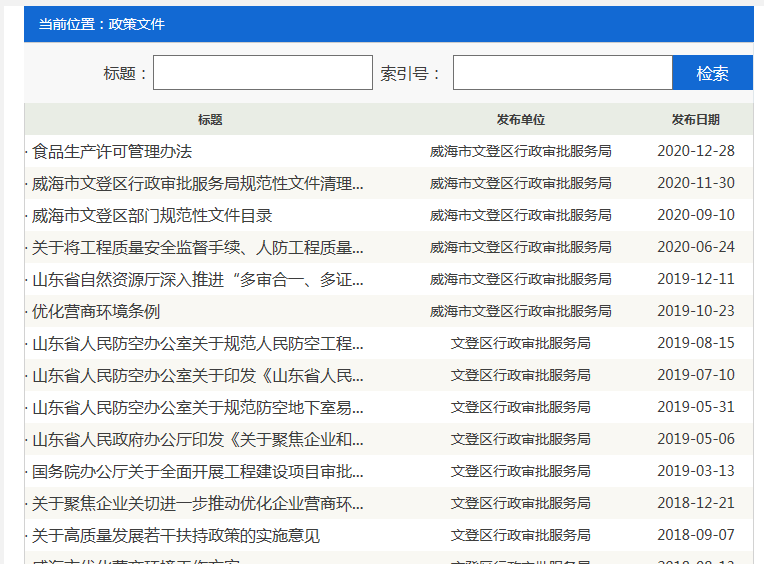 当前位置：政策文件
标题： 索引号： 检索
标题 发布单位 发布日期
· 食品生产许可管理办法 威海市文登区行政审批服务局 2020-12-28
· 威海市文登区行政审批服务局规范性文件清理... 威海市文登区行政审批服务局 2020-11-30
· 威海市文登区部门规范性文件目录 威海市文登区行政审批服务局 2020-09-10
· 关于将工程质量安全监督手续、人防工程质量... 威海市文登区行政审批服务局 2020-06-24
· 山东省自然资源厅深入推进“多审合一、多证... 威海市文登区行政审批服务局 2019-12-11
· 优化营商环境条例 威海市文登区行政审批服务局 2019-10-23
· 山东省人民防空办公室关于规范人民防空工程... 文登区行政审批服务局 2019-08-15
· 山东省人民防空办公室关于印发《山东省人民... 文登区行政审批服务局 2019-07-10
· 山东省人民防空办公室关于规范防空地下室易... 文登区行政审批服务局 2019-05-31
· 山东省人民政府办公厅印发《关于聚焦企业和... 文登区行政审批服务局 2019-05-06
· 国务院办公厅关于全面开展工程建设项目审批... 文登区行政审批服务局 2019-03-13
· 关于聚焦企业关切进一步推动优化企业营商环... 文登区行政审批服务局 2018-12-21
· 关于高质量发展若干扶持政策的实施意见 文登区行政审批服务局 2018-09-07